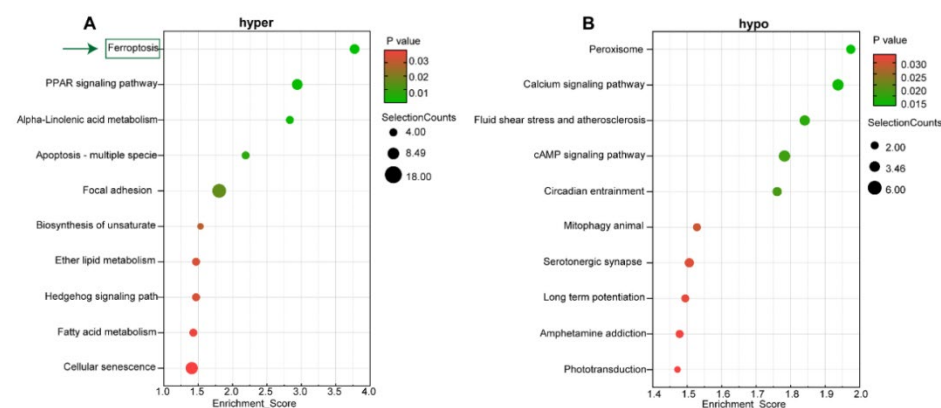 A
hyper
Ferroptosis
PPAR signaling pathway
Alpha-Linolenic acid metabolism
Apoptosis - multiple specie
Focal adhesion
Biosynthesis of unsaturate
Ether lipid metabolism
Hedgehog signaling path
Fatty acid metabolism
Cellular senescence
1.0 1.5 2.0 2.5 3.0 3.5 4.0
Enrichment_Score
P value
0.03
0.02
0.01
SelectionCounts
4.00
8.49
18.00
B
hypo
Peroxisome
Calcium signaling pathway
Fluid shear stress and atherosclerosis
cAMP signaling pathway
Circadian entrainment
Mitophagy animal
Serotonergic synapse
Long term potentiation
Amphetamine addiction
Phototransduction
1.4 1.5 1.6 1.7 1.8 1.9 2.0
Enrichment_Score
P value
0.030
0.025
0.020
0.015
SelectionCounts
2.00
3.46
6.00